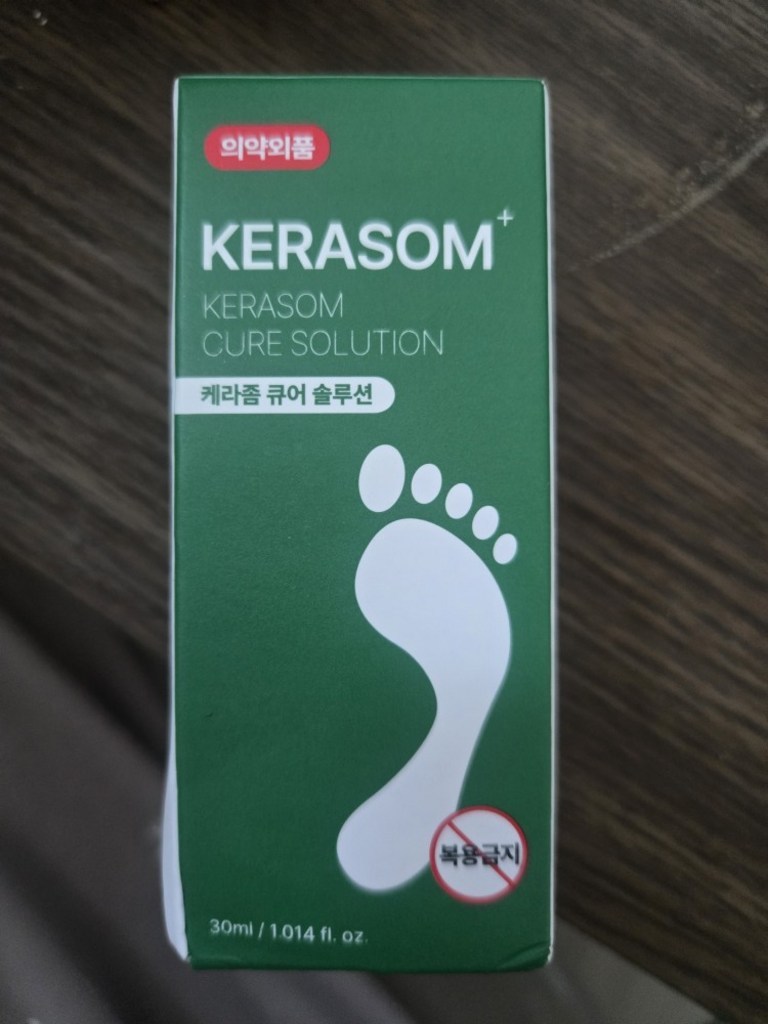 의약외품
KERASOM+
KERASOM
CURE SOLUTION
케라좀 큐어 솔루션
복용금지
30ml / 1.014 fl. oz.